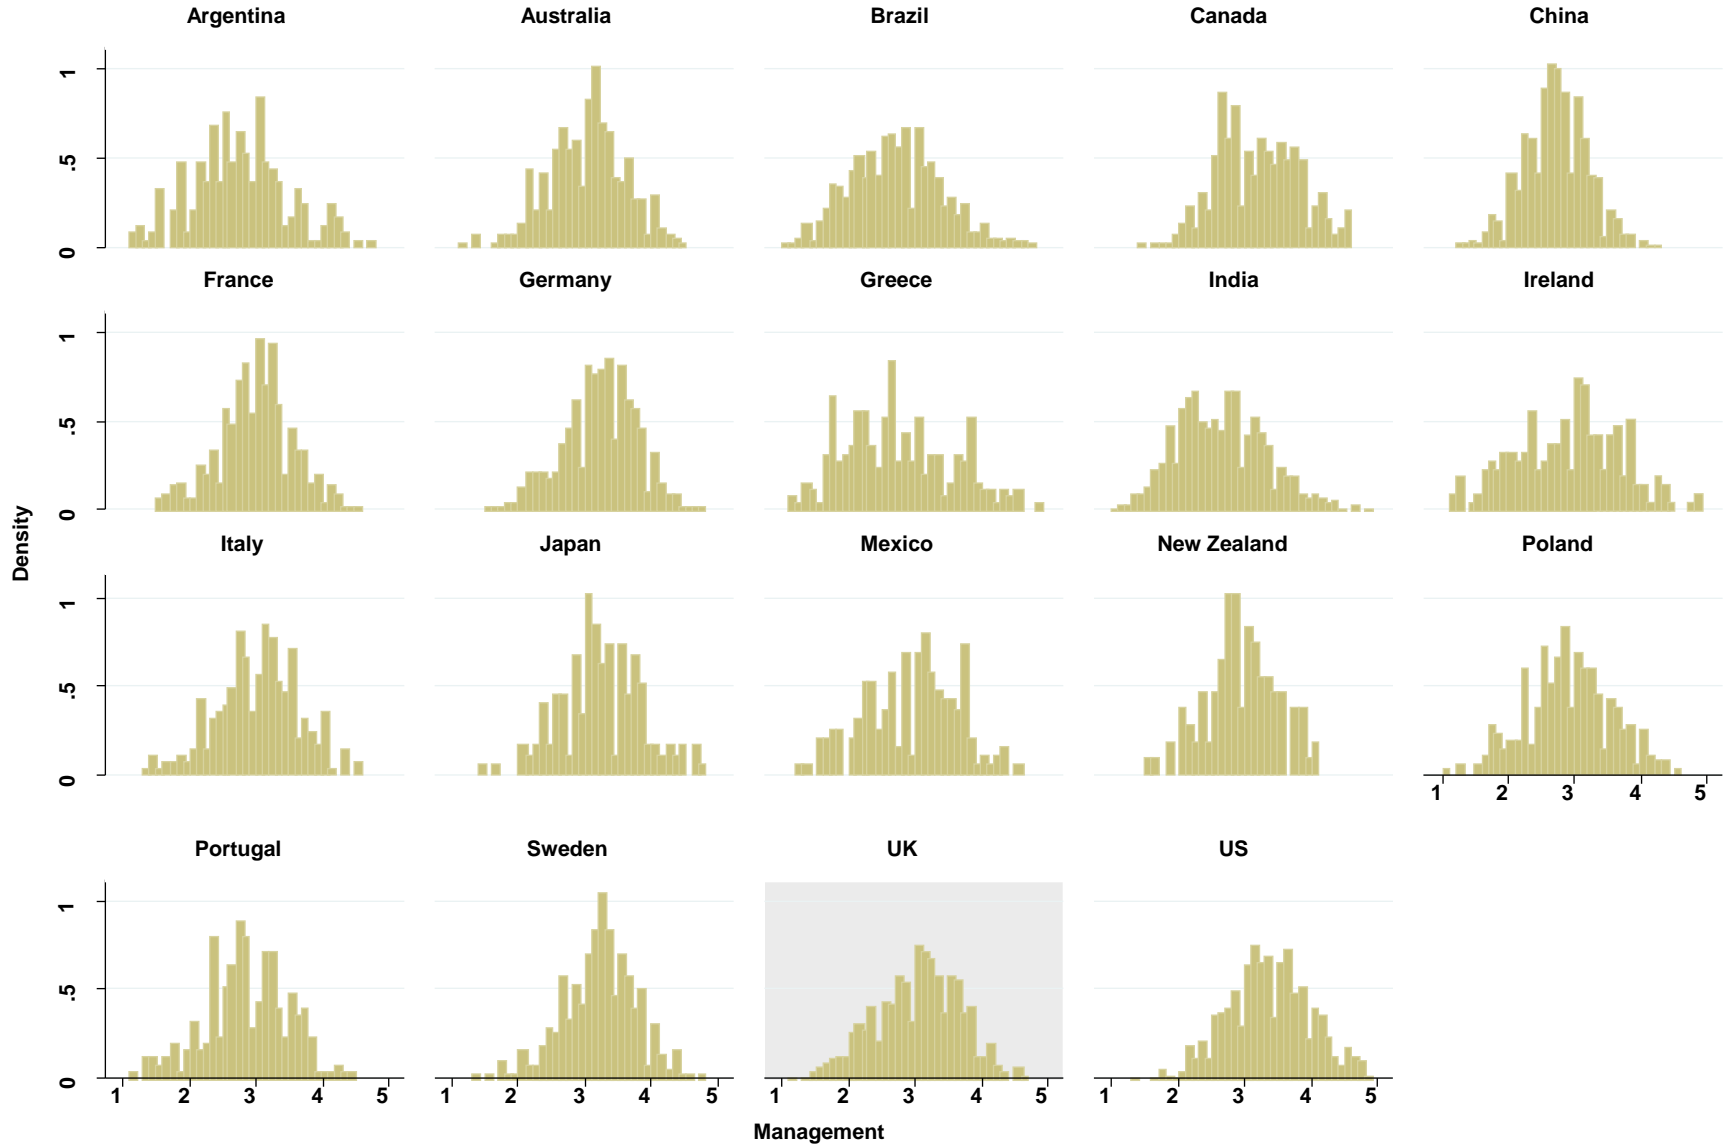 Argentina Australia Brazil Canada China
1
.5
0
France Germany Greece India Ireland
1
.5
0
Density
Italy Japan Mexico New Zealand Poland
1
.5
0
1 2 3 4 5
Portugal Sweden UK US
1
.5
0
1 2 3 4 5 1 2 3 4 5 1 2 3 4 5 1 2 3 4 5
Management